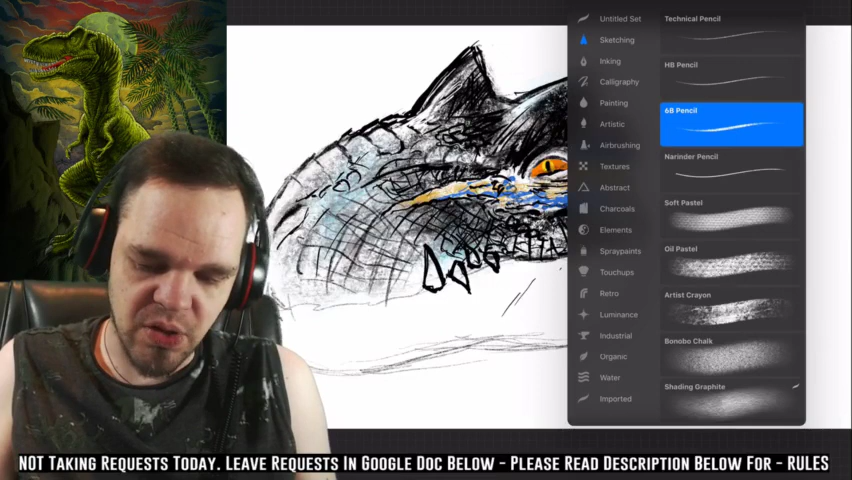 Untitled Set
Sketching
Inking
Calligraphy
Painting
Artistic
Airbrushing
Textures
Abstract
Charcoals
Elements
Spraypaints
Touchups
Retro
Luminance
Industrial
Organic
Water
Imported
Technical Pencil
HB Pencil
6B Pencil
Narinder Pencil
Soft Pastel
Oil Pastel
Artist Crayon
Bonobo Chalk
Shading Graphite
NOT TAKING REQUESTS TODAY. LEAVE REQUESTS IN GOOGLE DOC BELOW - PLEASE READ DESCRIPTION BELOW FOR - RULES